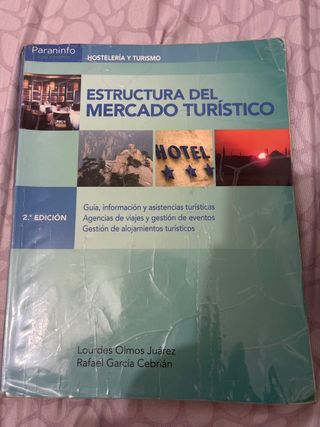 Paraninfo
HOSTELERÍA Y TURISMO
ESTRUCTURA DEL
MERCADO TURÍSTICO
HOTEL
2.ª EDICIÓN
Guía, información y asistencias turísticas
Agencias de viajes y gestión de eventos
Gestión de alojamientos turísticos
Lourdes Olmos Juárez
Rafael García Cebrián